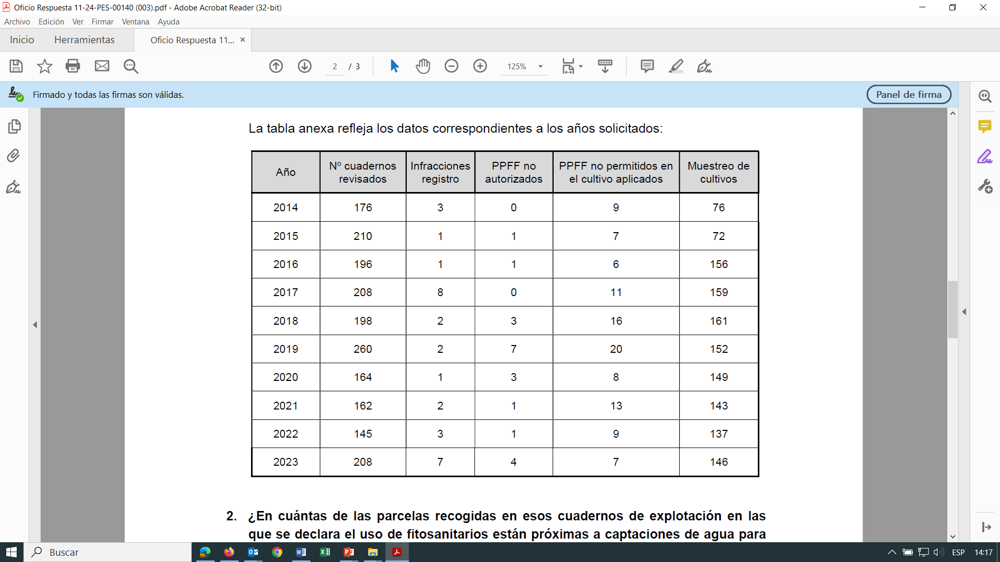 Oficio Respuesta 11-24-PES-00140 (003).pdf - Adobe Acrobat Reader (32-bit)
Archivo Edición Ver Firmar Ventana Ayuda
Inicio Herramientas Oficio Respuesta 11... ×
2 / 3 125%
Firmado y todas las firmas son válidas. Panel de firma
La tabla anexa refleja los datos correspondientes a los años solicitados:
Año Nº cuadernos revisados Infracciones registro PPFF no autorizados PPFF no permitidos en el cultivo aplicados Muestreo de cultivos
2014 176 3 0 9 76
2015 210 1 1 7 72
2016 196 1 1 6 156
2017 208 8 0 11 159
2018 198 2 3 16 161
2019 260 2 7 20 152
2020 164 1 3 8 149
2021 162 2 1 13 143
2022 145 3 1 9 137
2023 208 7 4 7 146
2. ¿En cuántas de las parcelas recogidas en esos cuadernos de explotación en las
que se declara el uso de fitosanitarios están próximas a captaciones de agua para
Buscar ESP 14:17